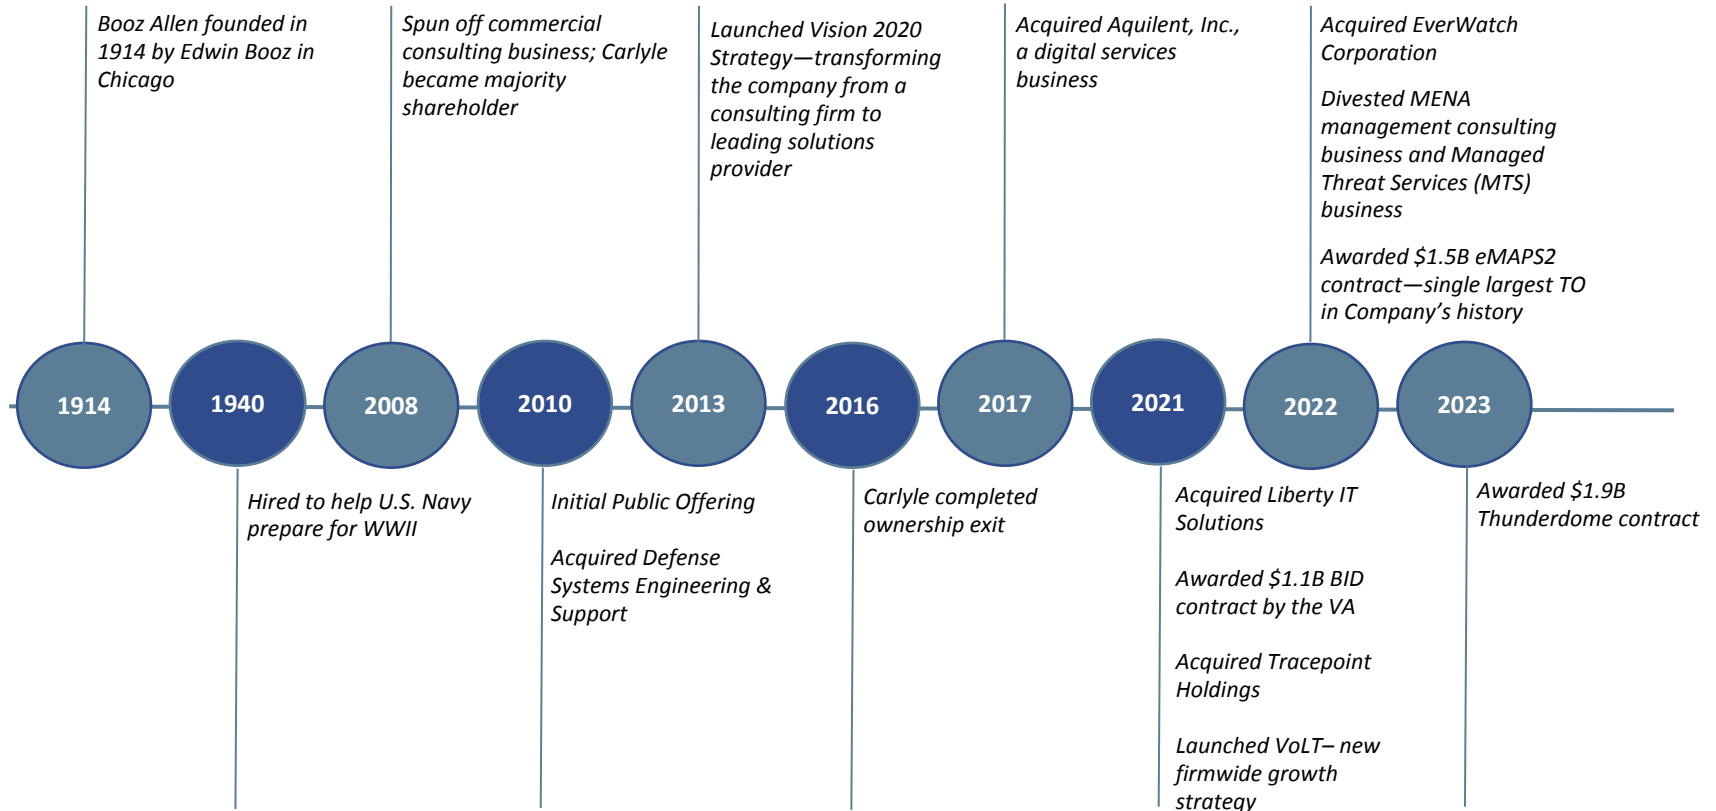 Booz Allen founded in
1914 by Edwin Booz in
Chicago
Spun off commercial
consulting business; Carlyle
became majority
shareholder
Launched Vision 2020
Strategy—transforming
the company from a
consulting firm to
leading solutions
provider
Acquired Aquilent, Inc.,
a digital services
business
Acquired EverWatch
Corporation
Divested MENA
management consulting
business and Managed
Threat Services (MTS)
business
Awarded $1.5B eMAPS2
contract—single largest TO
in Company’s history
1914
1940
2008
2010
2013
2016
2017
2021
2022
2023
Hired to help U.S. Navy
prepare for WWII
Initial Public Offering
Acquired Defense
Systems Engineering &
Support
Carlyle completed
ownership exit
Acquired Liberty IT
Solutions
Awarded $1.1B BID
contract by the VA
Acquired Tracepoint
Holdings
Launched VoLT– new
firmwide growth
strategy
Awarded $1.9B
Thunderdome contract